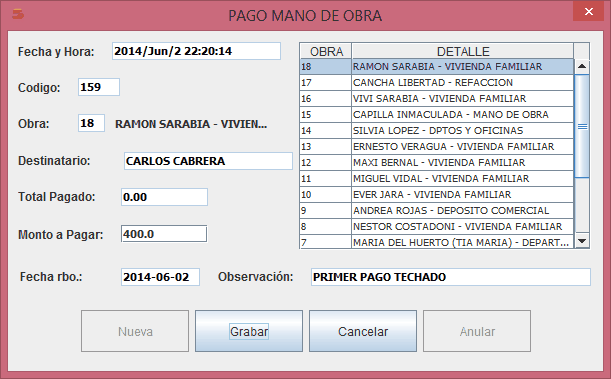 PAGO MANO DE OBRA
Fecha y Hora: 2014/Jun/2 22:20:14
Codigo: 159
Obra: 18 RAMON SARABIA - VIVIEN...
Destinatario: CARLOS CABRERA
Total Pagado: 0.00
Monto a Pagar: 400.0
OBRA DETALLE
18 RAMON SARABIA - VIVIENDA FAMILIAR
17 CANCHA LIBERTAD - REFACCION
16 VIVI SARABIA - VIVIENDA FAMILIAR
15 CAPILLA INMACULADA - MANO DE OBRA
14 SILVIA LOPEZ - DPTOS Y OFICINAS
13 ERNESTO VERAGUA - VIVIENDA FAMILIAR
12 MAXI BERNAL - VIVIENDA FAMILIAR
11 MIGUEL VIDAL - VIVIENDA FAMILIAR
10 EVER JARA - VIVIENDA FAMILIAR
9 ANDREA ROJAS - DEPOSITO COMERCIAL
8 NESTOR COSTADONI - VIVIENDA FAMILIAR
7 MARIA DEL HUERTO (TIA MARIA) - DEPART...
Fecha rbo.: 2014-06-02 Observación: PRIMER PAGO TECHADO
Nueva Grabar Cancelar Anular